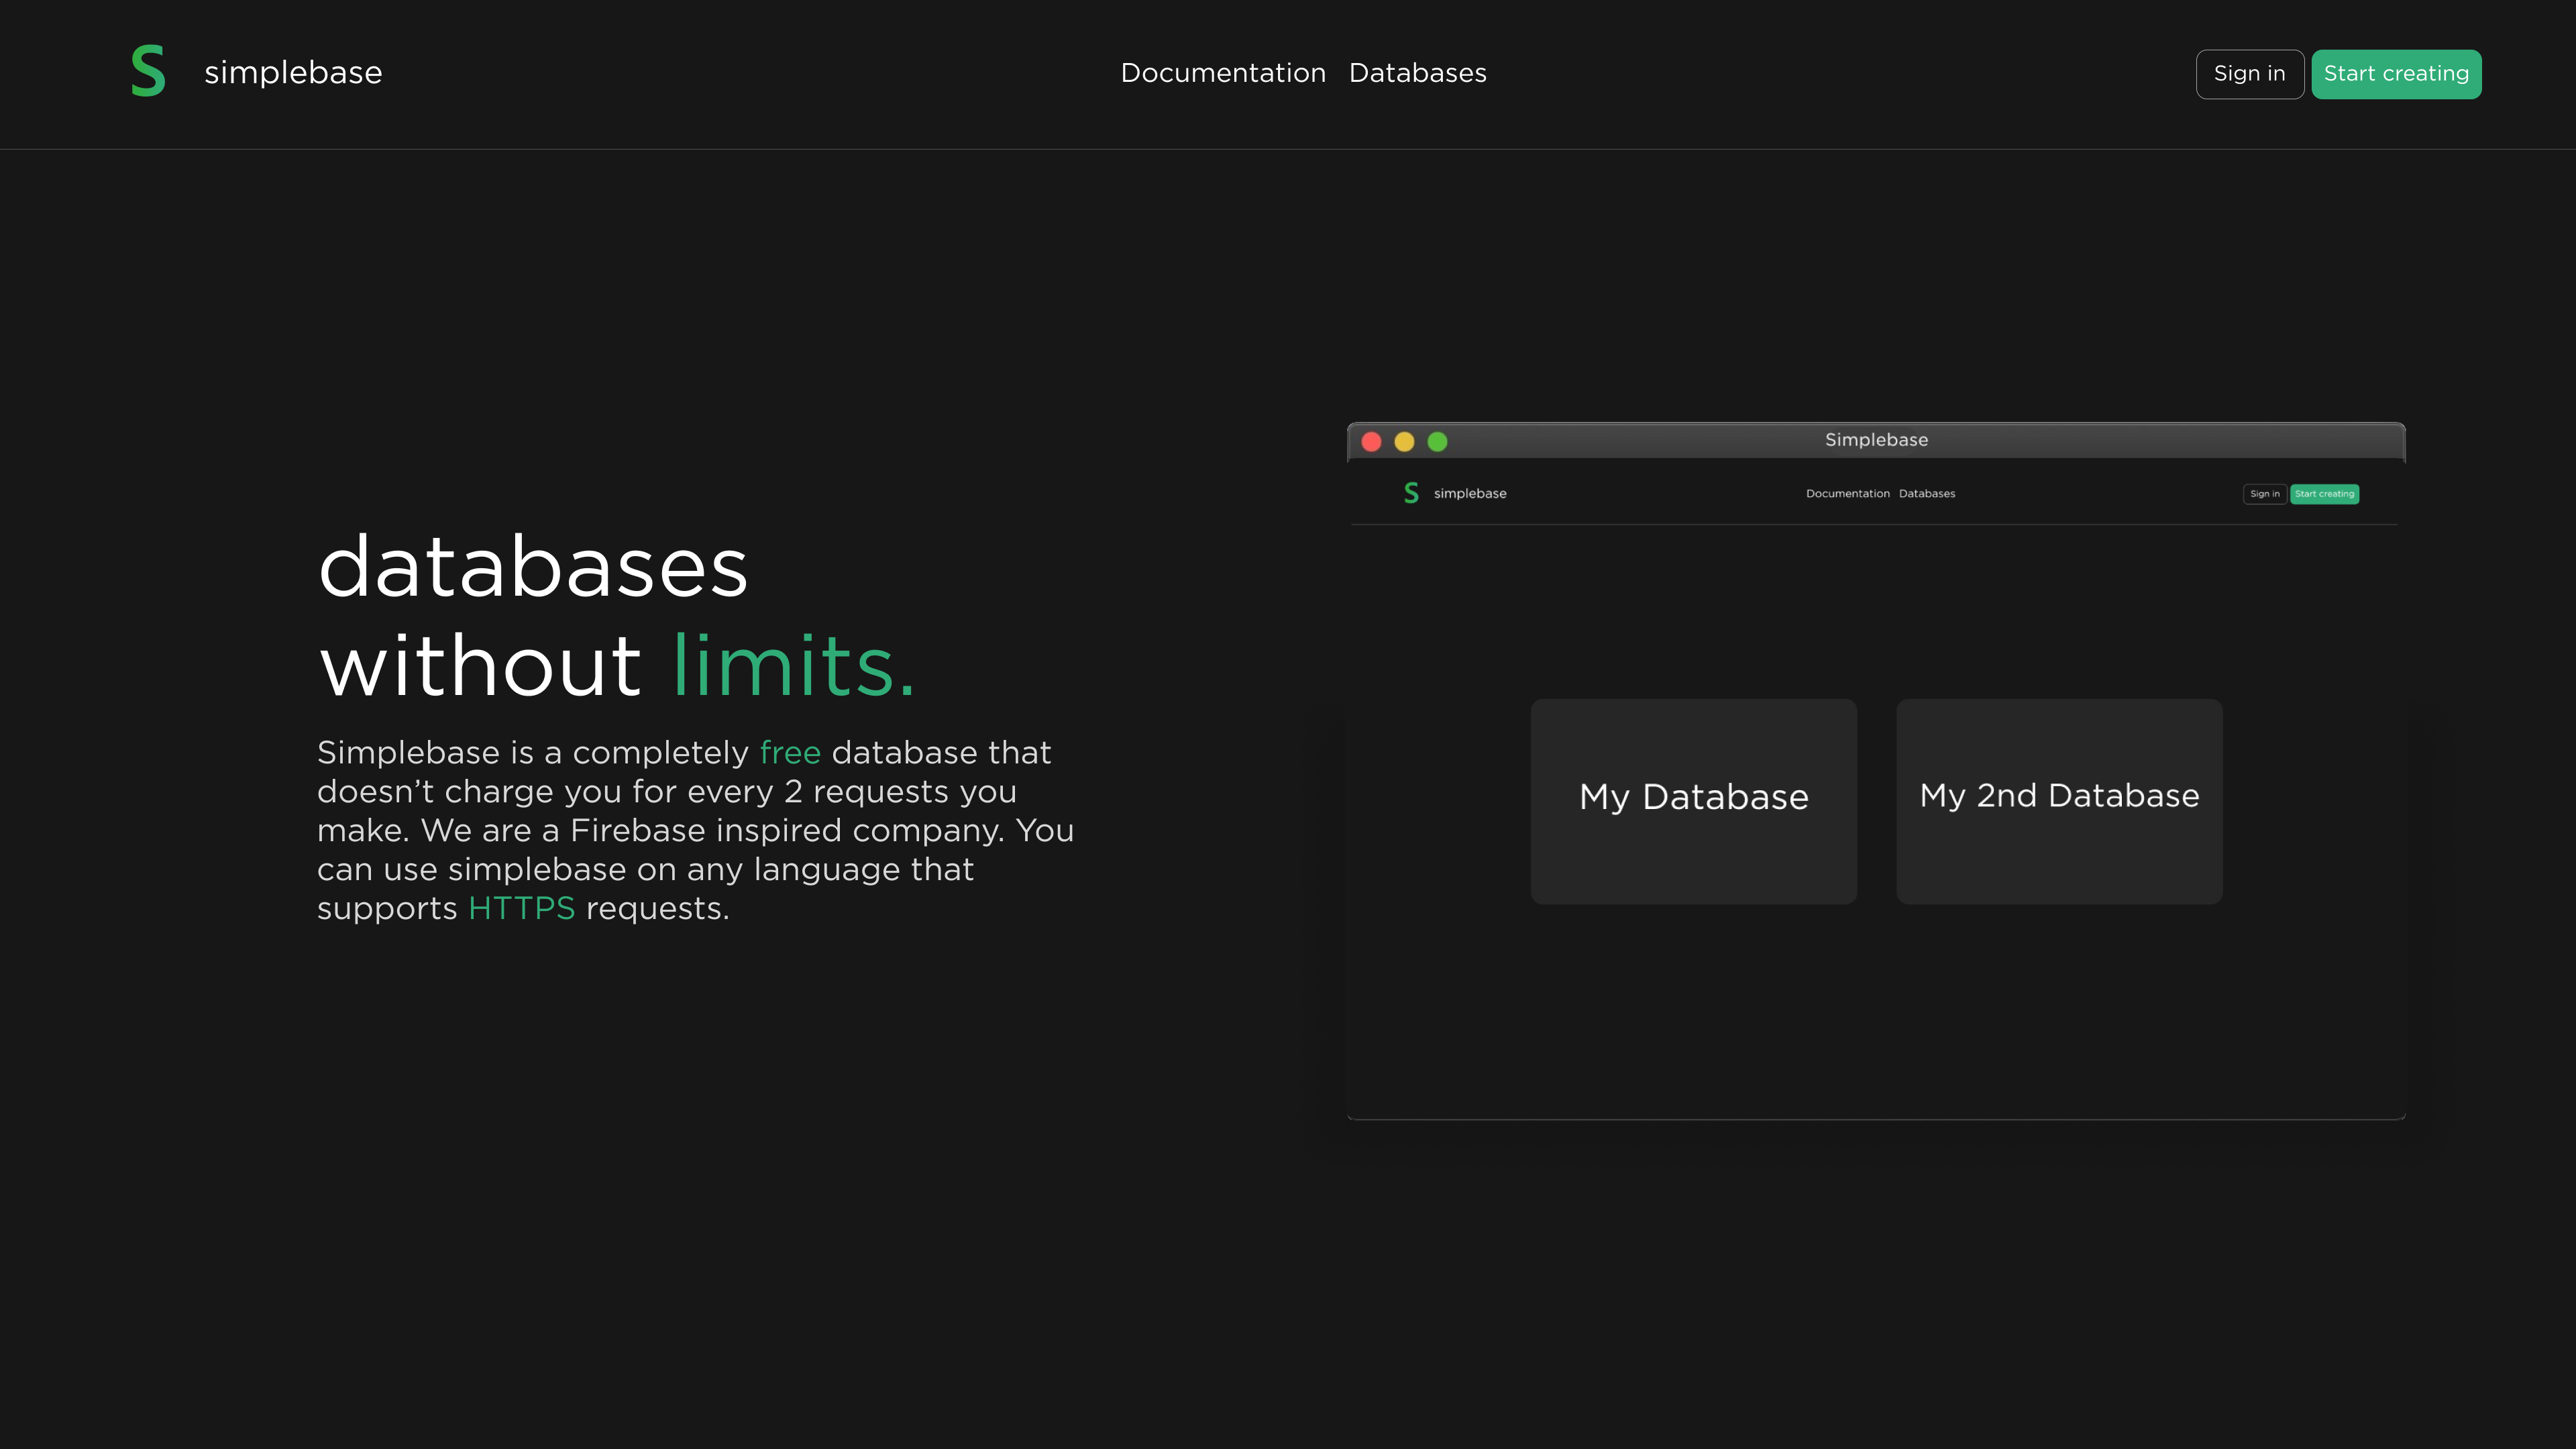 S simplebase Documentation Databases Sign in Start creating
databases
without limits.
Simplebase is a completely free database that
doesn’t charge you for every 2 requests you
make. We are a Firebase inspired company. You
can use simplebase on any language that
supports HTTPS requests.
Simplebase
S simplebase Documentation Databases Sign in Start creating
My Database My 2nd Database